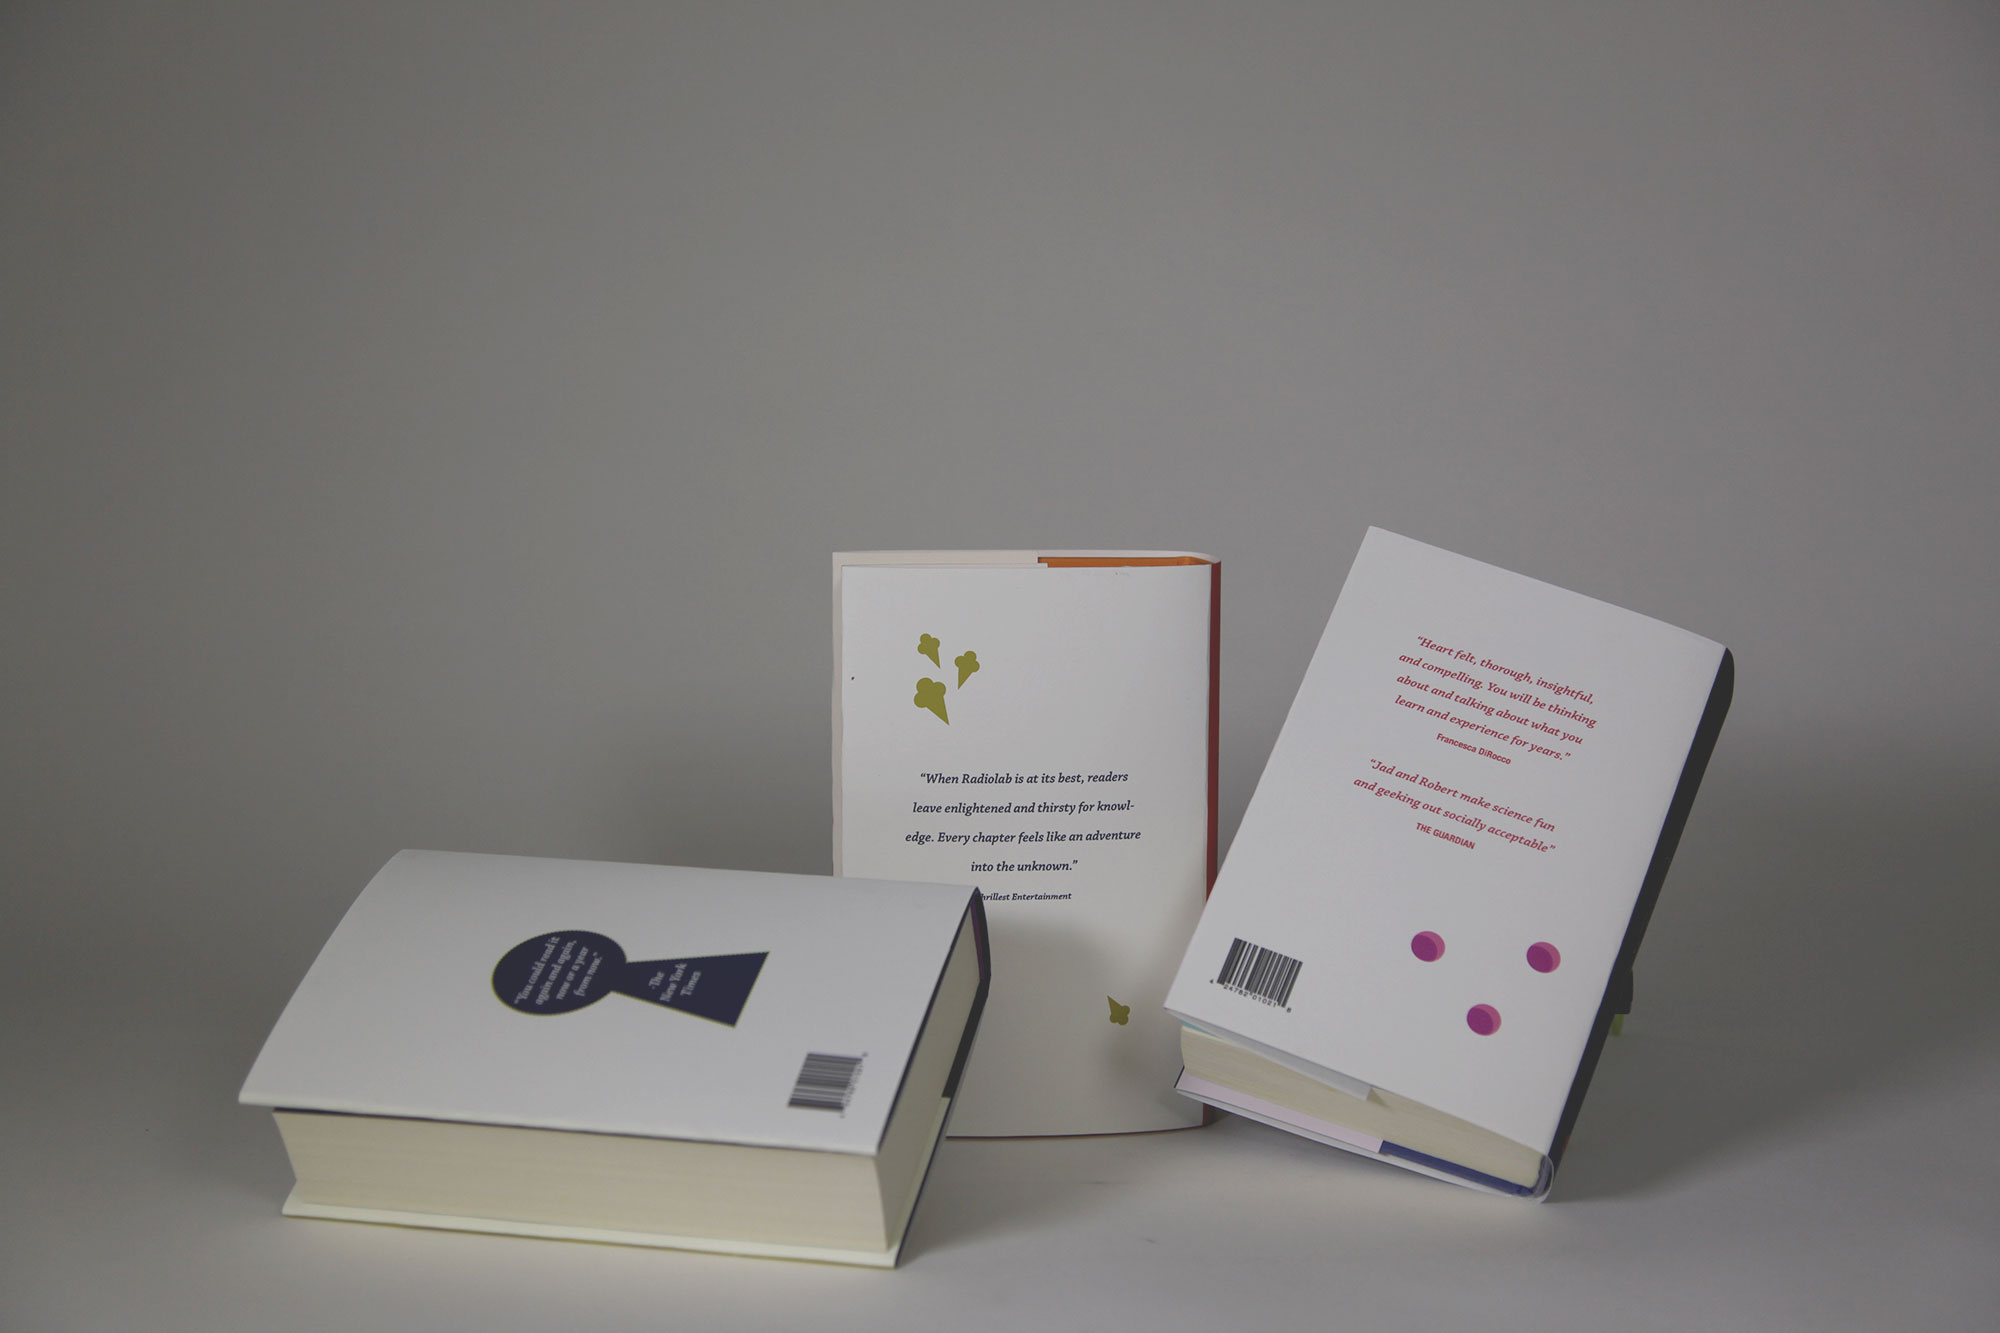 “You could read it
again and again,
now or a year
from now.”
-The
New York
Times
“When Radiolab is at its best, readers
leave enlightened and thirsty for knowl-
edge. Every chapter feels like an adventure
into the unknown.”
Entertainment
“Heart felt, thorough, insightful,
and compelling. You will be thinking
about and talking about what you
learn and experience for years.”
Francesca DiRocco
“Jad and Robert make science fun
and geeking out socially acceptable”
THE GUARDIAN
4 24782 01021 8